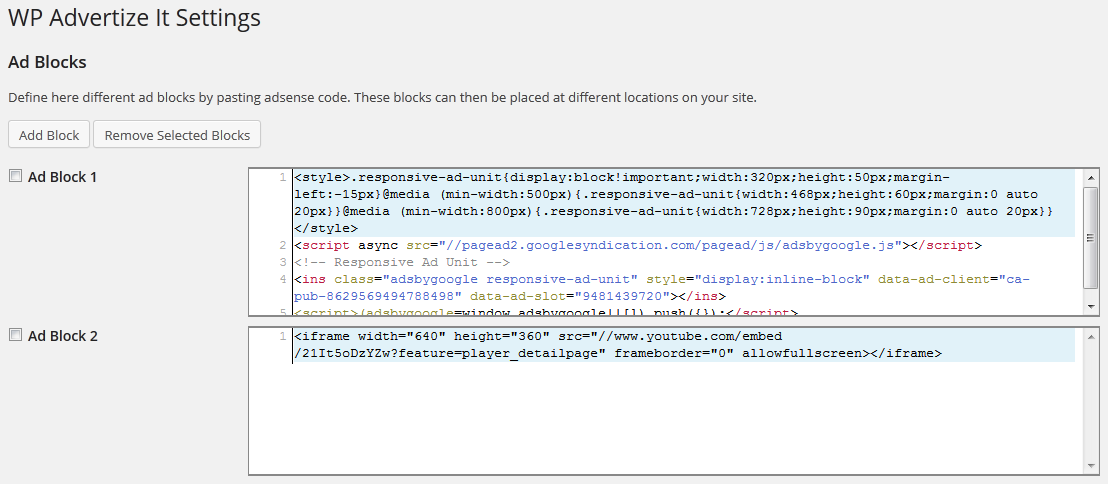 WP Advertize It Settings
Ad Blocks
Define here different ad blocks by pasting adsense code. These blocks can then be placed at different locations on your site.
Add Block
Remove Selected Blocks
Ad Block 1
1 <style>.responsive-ad-unit{display:block!important;width:320px;height:50px;margin-
left:-15px}@media (min-width:500px){.responsive-ad-unit{width:468px;height:60px;margin:0 auto
20px}}@media (min-width:800px){.responsive-ad-unit{width:728px;height:90px;margin:0 auto 20px}}
</style>
2 <script async src="//pagead2.googlesyndication.com/pagead/js/adsbygoogle.js"></script>
3 <!-- Responsive Ad Unit -->
4 <ins class="adsbygoogle responsive-ad-unit" style="display:inline-block" data-ad-client="ca-
pub-8629569494788498" data-ad-slot="9481439720"></ins>
5 <script>(adsbygoogle=window.adsbygoogle||[]).push({});</script>
Ad Block 2
1 <iframe width="640" height="360" src="//www.youtube.com/embed
/21It5oDzYZw?feature=player_detailpage" frameborder="0" allowfullscreen></iframe>